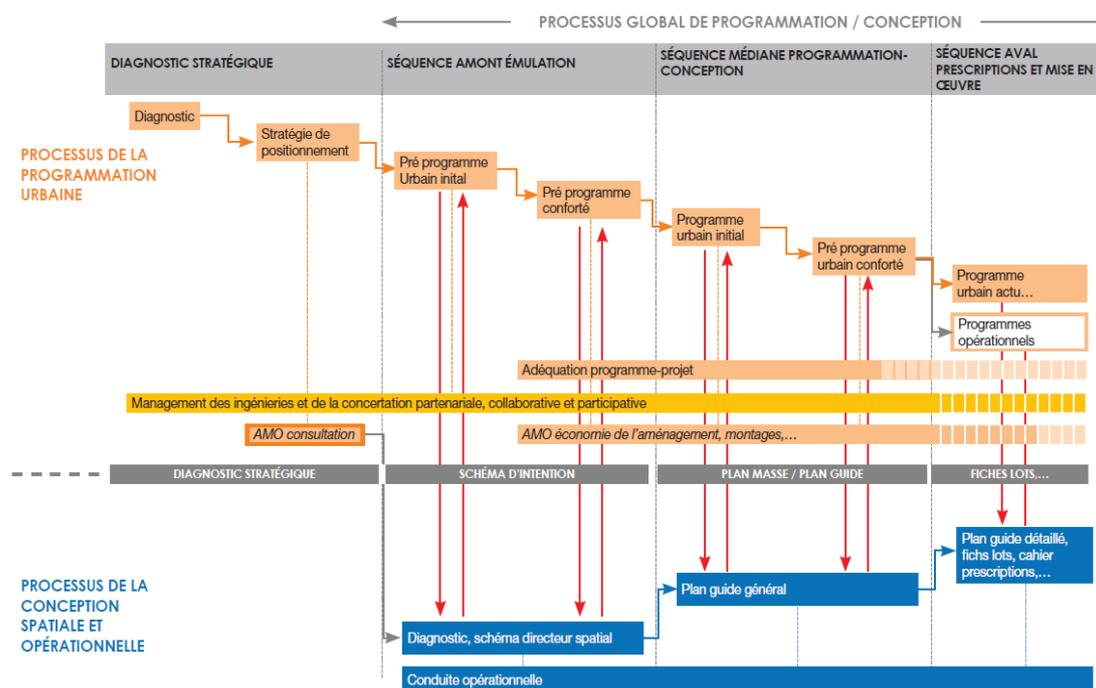 PROCESSUS GLOBAL DE PROGRAMMATION / CONCEPTION
DIAGNOSTIC STRATÉGIQUE
SÉQUENCE AMONT ÉMULATION
SÉQUENCE MÉDIANE PROGRAMMATION-
CONCEPTION
SÉQUENCE AVAL
PRESCRIPTIONS ET MISE EN
ŒUVRE
PROCESSUS DE LA
PROGRAMMATION
URBAINE
Diagnostic
Stratégie de
positionnement
Pré programme
Urbain inital
Pré programme
conforté
Programme
urbain initial
Pré programme
urbain conforté
Programme
urbain actu...
Programmes
opérationnels
Adéquation programme-projet
Management des ingénieries et de la concertation partenariale, collaborative et participative
AMO consultation
AMO économie de l'aménagement, montages,...
DIAGNOSTIC STRATÉGIQUE
SCHÉMA D'INTENTION
PLAN MASSE / PLAN GUIDE
FICHES LOTS,...
PROCESSUS DE LA
CONCEPTION
SPATIALE ET
OPÉRATIONNELLE
Diagnostic, schéma directeur spatial
Plan guide général
Plan guide détaillé,
fichs lots, cahier
prescriptions,...
Conduite opérationnelle